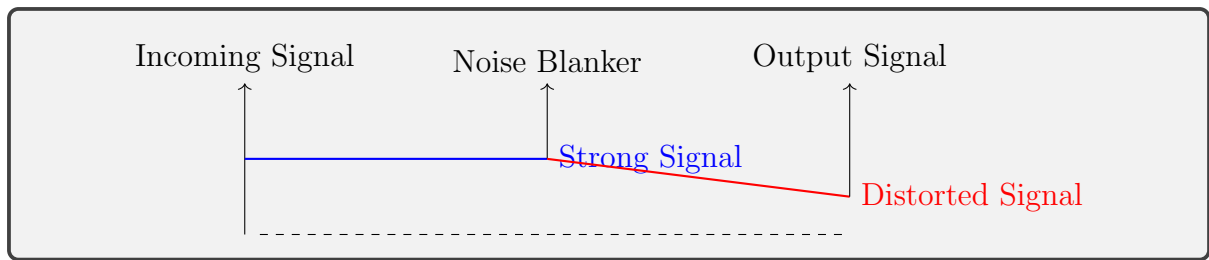 Incoming Signal
Noise Blanker
Output Signal
Strong Signal
Distorted Signal